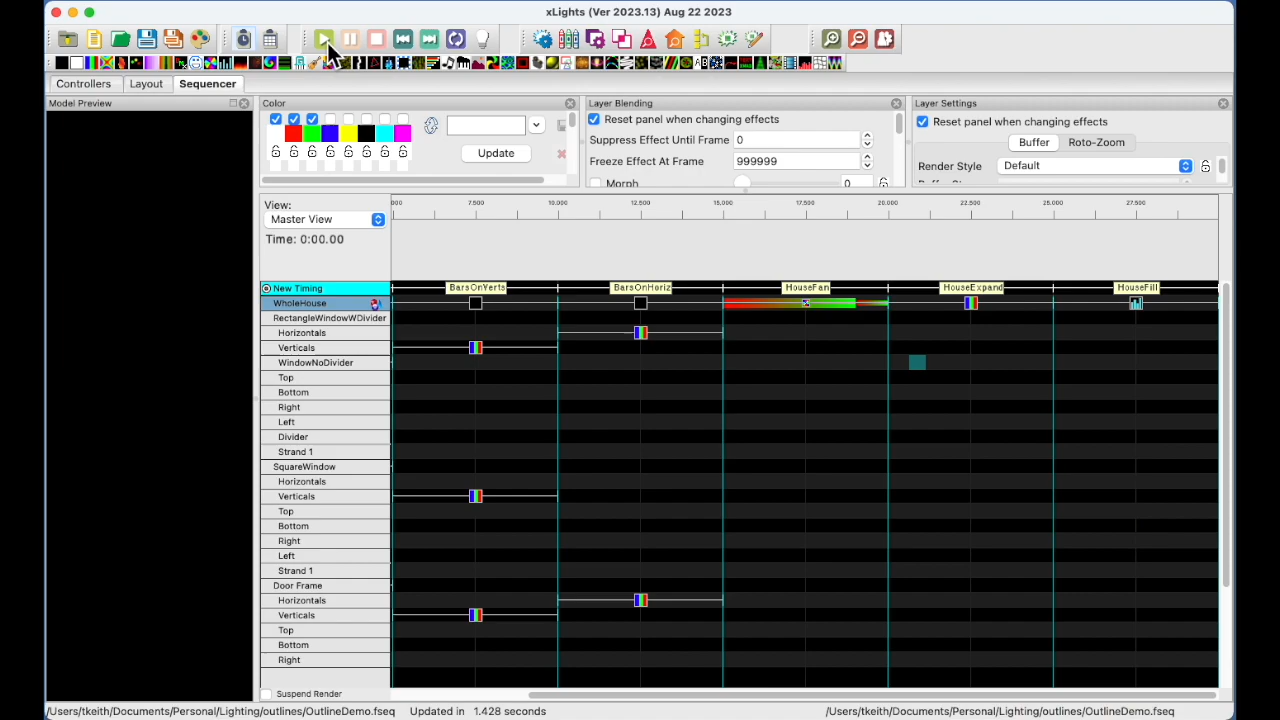 xLights (Ver 2023.13) Aug 22 2023
Controllers Layout Sequencer
Model Preview
Color
Update
Layer Blending
Reset panel when changing effects
Suppress Effect Until Frame 0
Freeze Effect At Frame 999999
Morph 0
Layer Settings
Reset panel when changing effects
Buffer Roto-Zoom
Render Style Default
View:
Master View
Time: 0:00.00
7.500 10.000 12.500 15.000 17.500 20.000 22.500 25.000 27.500
New Timing BarsOnVerts BarsOnHoriz HouseFan HouseExpand HouseFill
WholeHouse
RectangleWindowWDivider
Horizontals
Verticals
WindowNoDivider
Top
Bottom
Right
Left
Divider
Strand 1
SquareWindow
Horizontals
Verticals
Top
Bottom
Right
Left
Strand 1
Door Frame
Horizontals
Verticals
Top
Bottom
Right
Suspend Render
/Users/tkeith/Documents/Personal/Lighting/outlines/OutlineDemo.fseq Updated in 1.428 seconds /Users/tkeith/Documents/Personal/Lighting/outlines/OutlineDemo.fseq